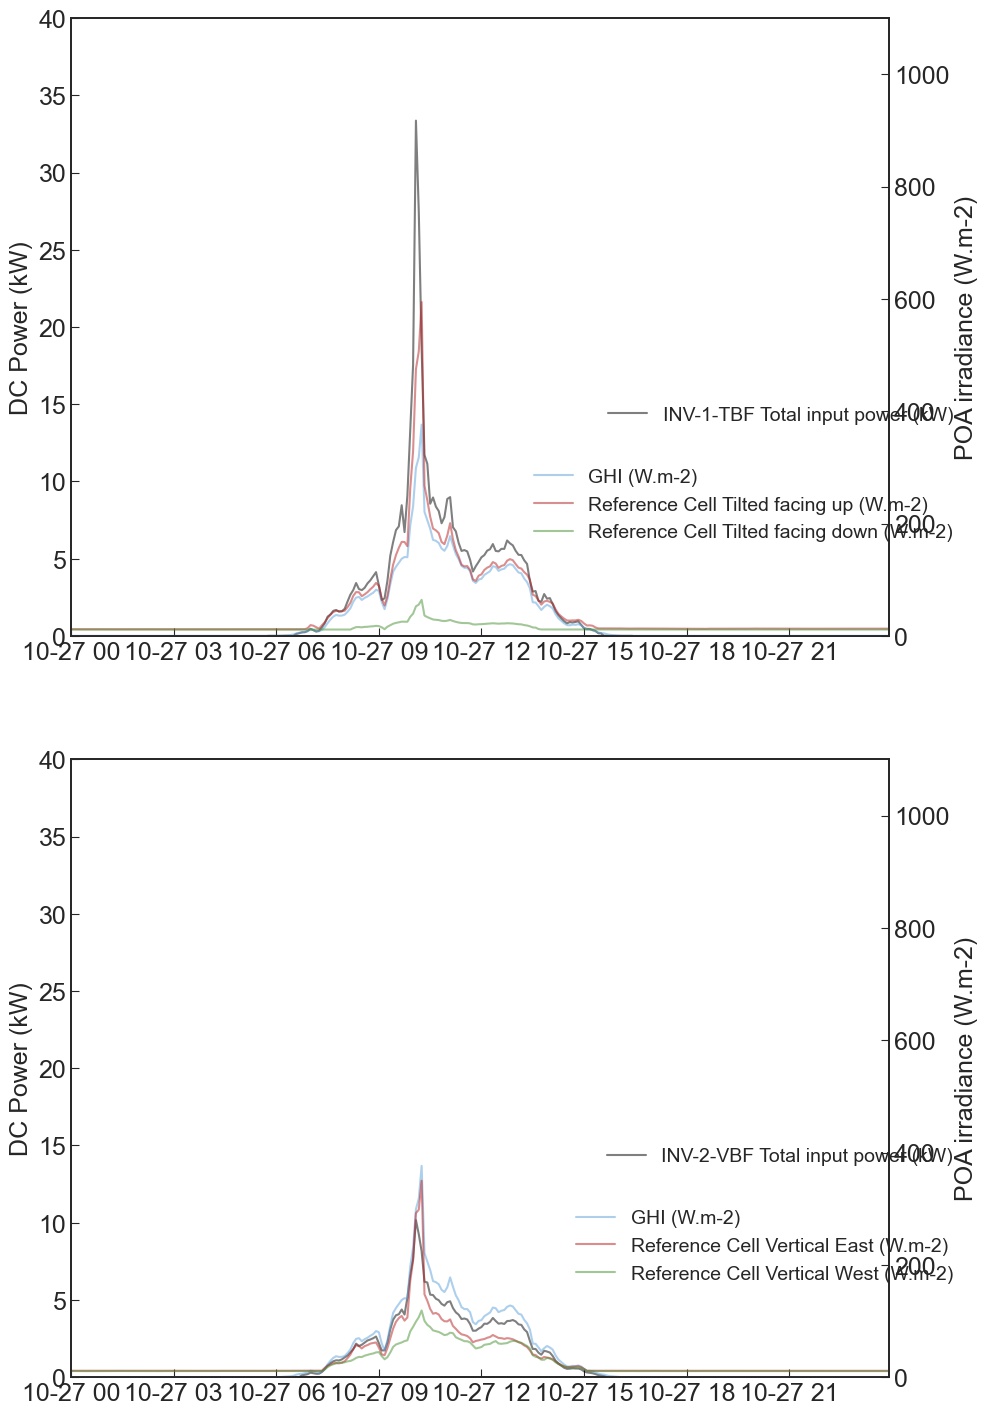 40
35
30
25
20
15
10
5
0
DC Power (kW)
1000
800
600
400
200
0
POA irradiance (W.m-2)
INV-1-TBF Total input power (kW)
GHI (W.m-2)
Reference Cell Tilted facing up (W.m-2)
Reference Cell Tilted facing down (W.m-2)
10-27 00 10-27 03 10-27 06 10-27 09 10-27 12 10-27 15 10-27 18 10-27 21
40
35
30
25
20
15
10
5
0
DC Power (kW)
1000
800
600
400
200
0
POA irradiance (W.m-2)
INV-2-VBF Total input power (kW)
GHI (W.m-2)
Reference Cell Vertical East (W.m-2)
Reference Cell Vertical West (W.m-2)
10-27 00 10-27 03 10-27 06 10-27 09 10-27 12 10-27 15 10-27 18 10-27 21